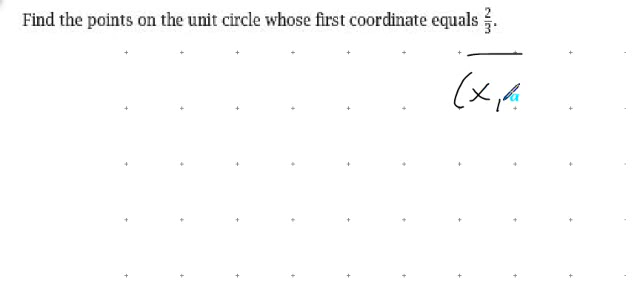 Find the points on the unit circle whose first coordinate equals 2/3.
(x,